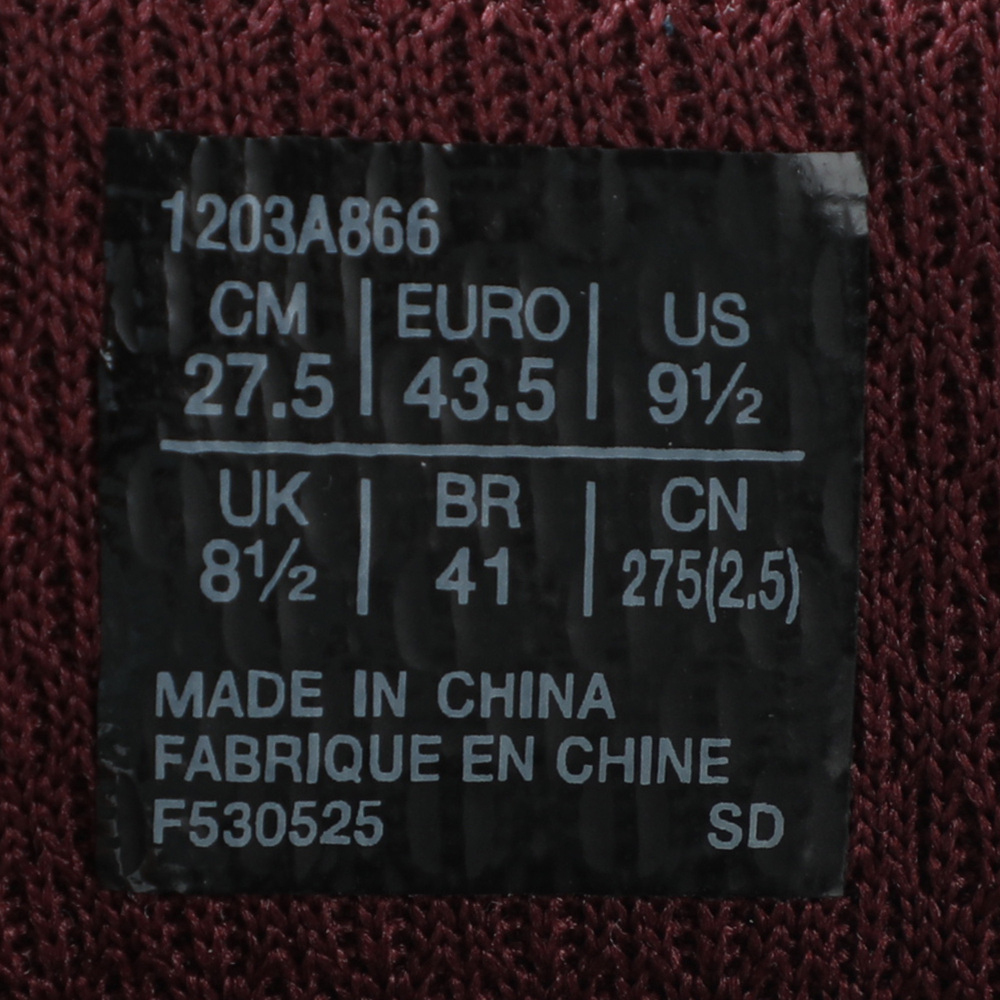 1203A866
CM EURO US
27.5 43.5 9½
UK BR CN
8½ 41 275(2.5)
MADE IN CHINA
FABRIQUE EN CHINE
F530525 SD